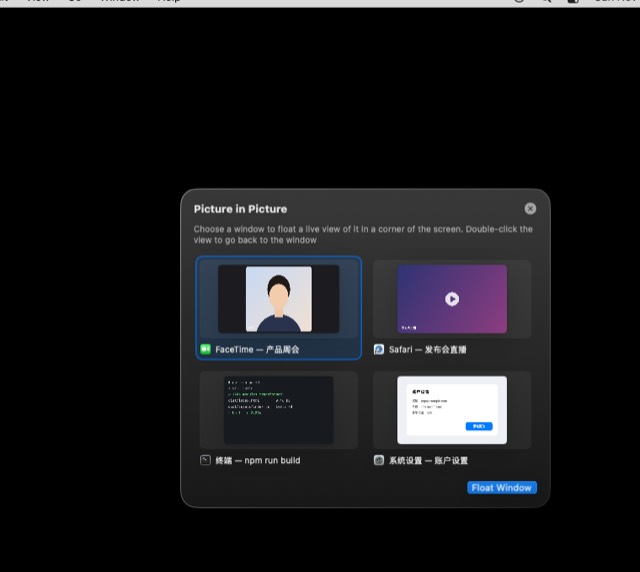 Window
Help
Picture in Picture
Choose a window to float a live view of it in a corner of the screen. Double-click the
view to go back to the window
FaceTime — 产品周会
Safari — 发布会直播
终端 — npm run build
系统设置 — 账户设置
Float Window